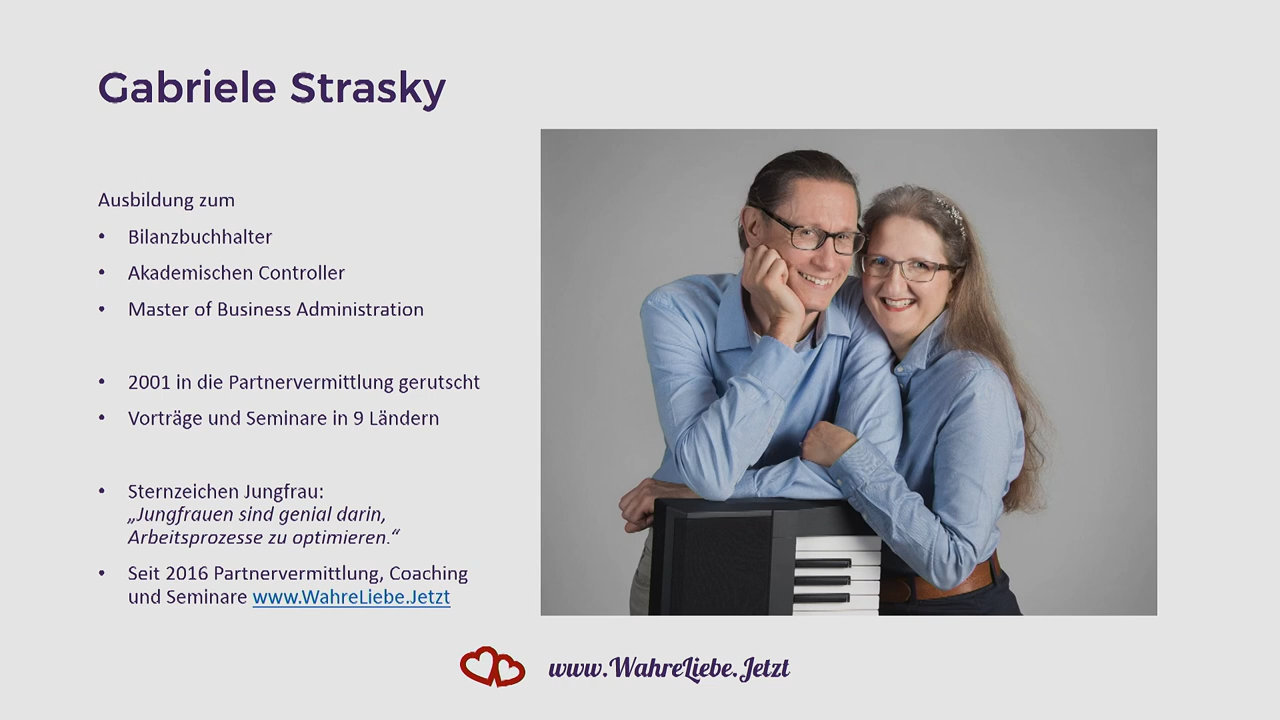 Gabriele Strasky
Ausbildung zum
• Bilanzbuchhalter
• Akademischen Controller
• Master of Business Administration
• 2001 in die Partnervermittlung gerutscht
• Vorträge und Seminare in 9 Ländern
• Sternzeichen Jungfrau:
„Jungfrauen sind genial darin,
Arbeitsprozesse zu optimieren.“
• Seit 2016 Partnervermittlung, Coaching
und Seminare www.WahreLiebe.Jetzt
www.WahreLiebe.Jetzt